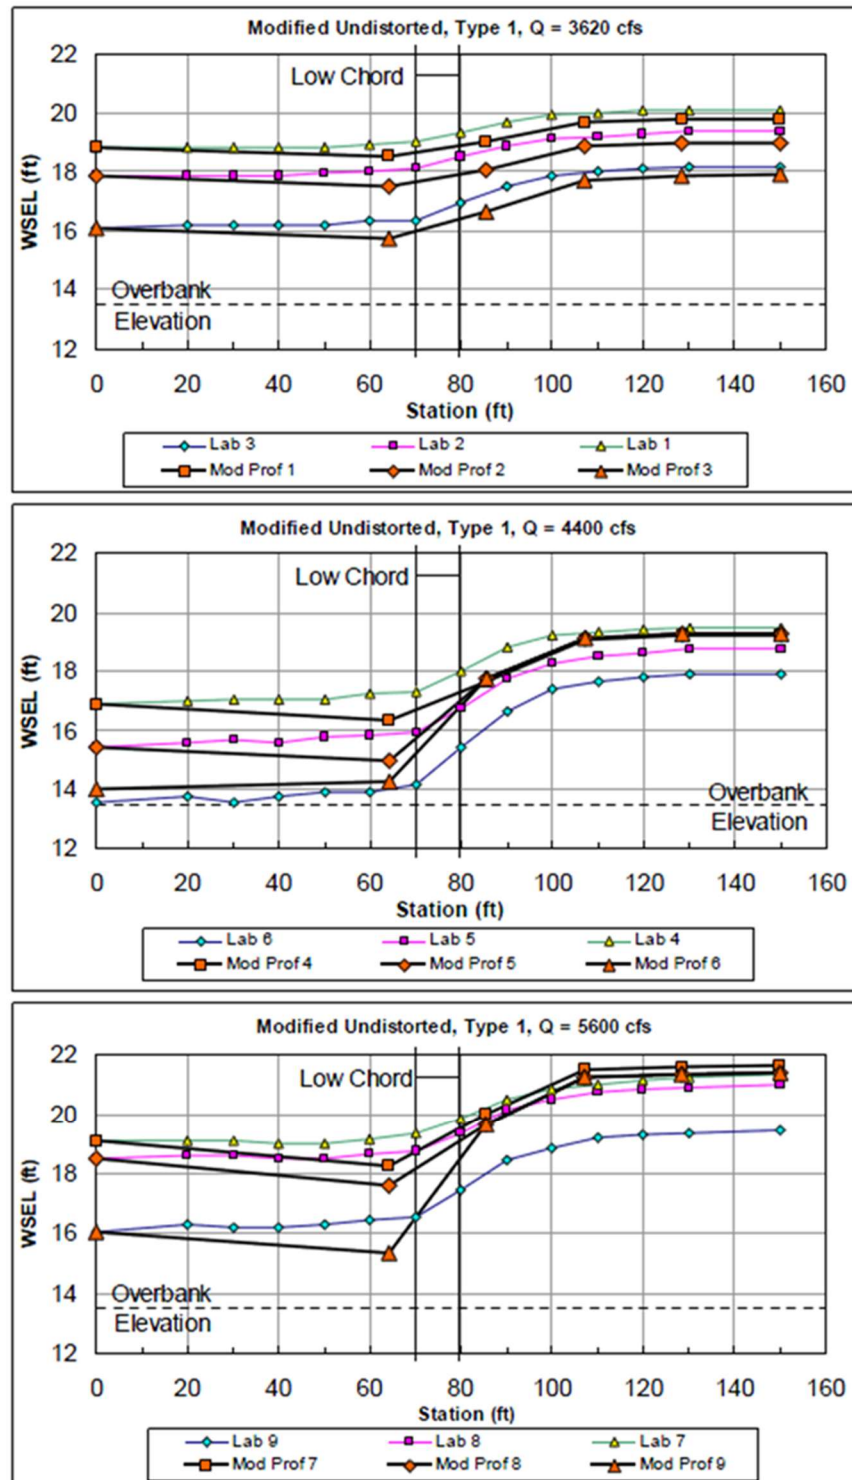 Modified Undistorted, Type 1, Q = 3620 cfs
22
Low Chord
20
18
WSEL (ft)
16
14
Overbank
Elevation
12
0 20 40 60 80 100 120 140 160
Station (ft)
Lab 3 Lab 2 Lab 1
Mod Prof 1 Mod Prof 2 Mod Prof 3
Modified Undistorted, Type 1, Q = 4400 cfs
22
Low Chord
20
18
WSEL (ft)
16
14
Overbank
Elevation
12
0 20 40 60 80 100 120 140 160
Station (ft)
Lab 6 Lab 5 Lab 4
Mod Prof 4 Mod Prof 5 Mod Prof 6
Modified Undistorted, Type 1, Q = 5600 cfs
22
Low Chord
20
18
WSEL (ft)
16
14
Overbank
Elevation
12
0 20 40 60 80 100 120 140 160
Station (ft)
Lab 9 Lab 8 Lab 7
Mod Prof 7 Mod Prof 8 Mod Prof 9